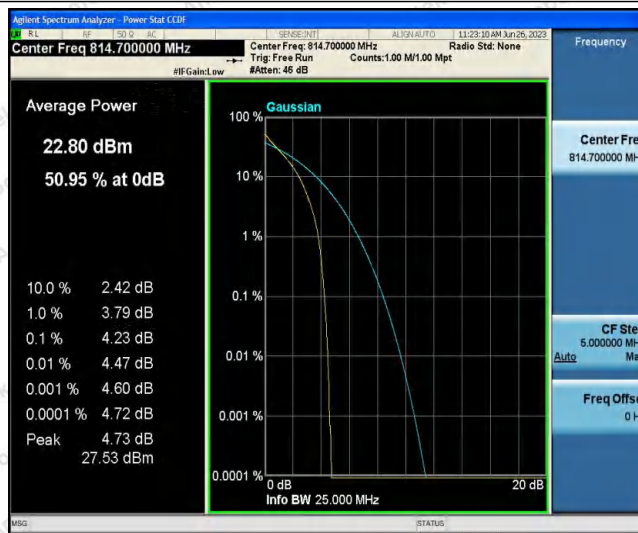 Agilent Spectrum Analyzer - Power Stat CCDF
RL RF 50 Ω AC SENSE:INT ALIGN AUTO 11:23:10 AM Jun 26, 2023
Center Freq 814.700000 MHz
Center Freq: 814.700000 MHz Radio Std: None
Trig: Free Run Counts:1.00 M/1.00 Mpt
#IFGain:Low #Atten: 46 dB
Frequency
Average Power
22.80 dBm
50.95 % at 0dB
10.0 % 2.42 dB
1.0 % 3.79 dB
0.1 % 4.23 dB
0.01 % 4.47 dB
0.001 % 4.60 dB
0.0001 % 4.72 dB
Peak 4.73 dB
27.53 dBm
Gaussian
100 %
10 %
1 %
0.1 %
0.01 %
0.001 %
0.0001 %
0 dB 20 dB
Info BW 25.000 MHz
Center Fre
814.700000 MH
CF Ste
5.000000 MH
Auto Ma
Freq Offse
0 H
MSG STATUS